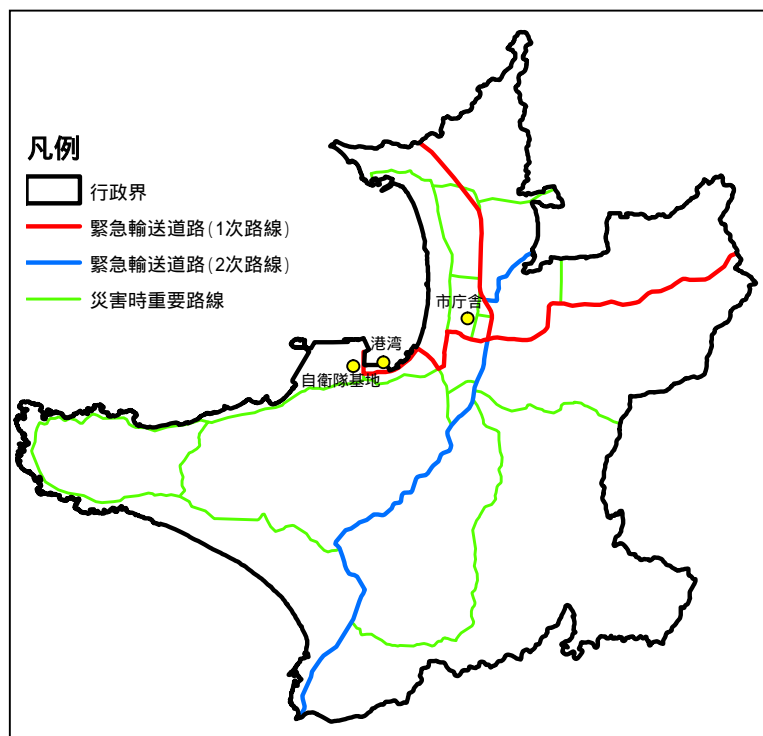 凡例
行政界
緊急輸送道路(1次路線)
緊急輸送道路(2次路線)
災害時重要路線
市庁舎
港湾
自衛隊基地